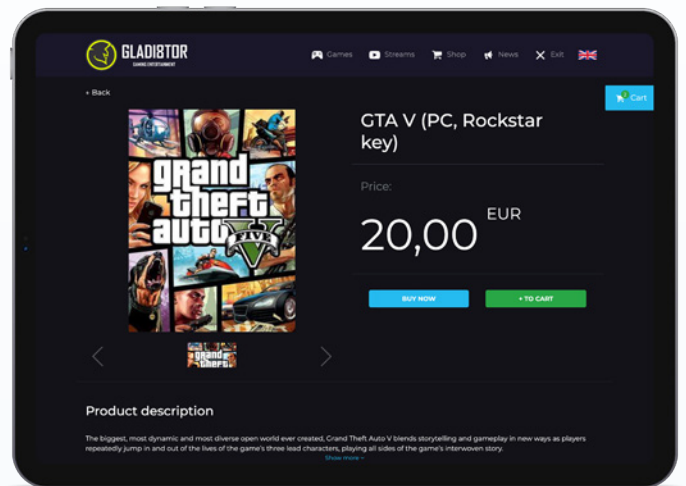 GLADI8TOR
GAMING ENTERTAINMENT
Games
Streams
Shop
News
Exit
+ Back
Cart
grand
theft
auto
FIVE
GTA V (PC, Rockstar
key)
Price:
20,00 EUR
BUY NOW
+ TO CART
grand
theft
Product description
The biggest, most dynamic and most diverse open world ever created, Grand Theft Auto V blends storytelling and gameplay in new ways as players
repeatedly jump in and out of the lives of the game's three lead characters, playing all sides of the game's interwoven story.
Show more